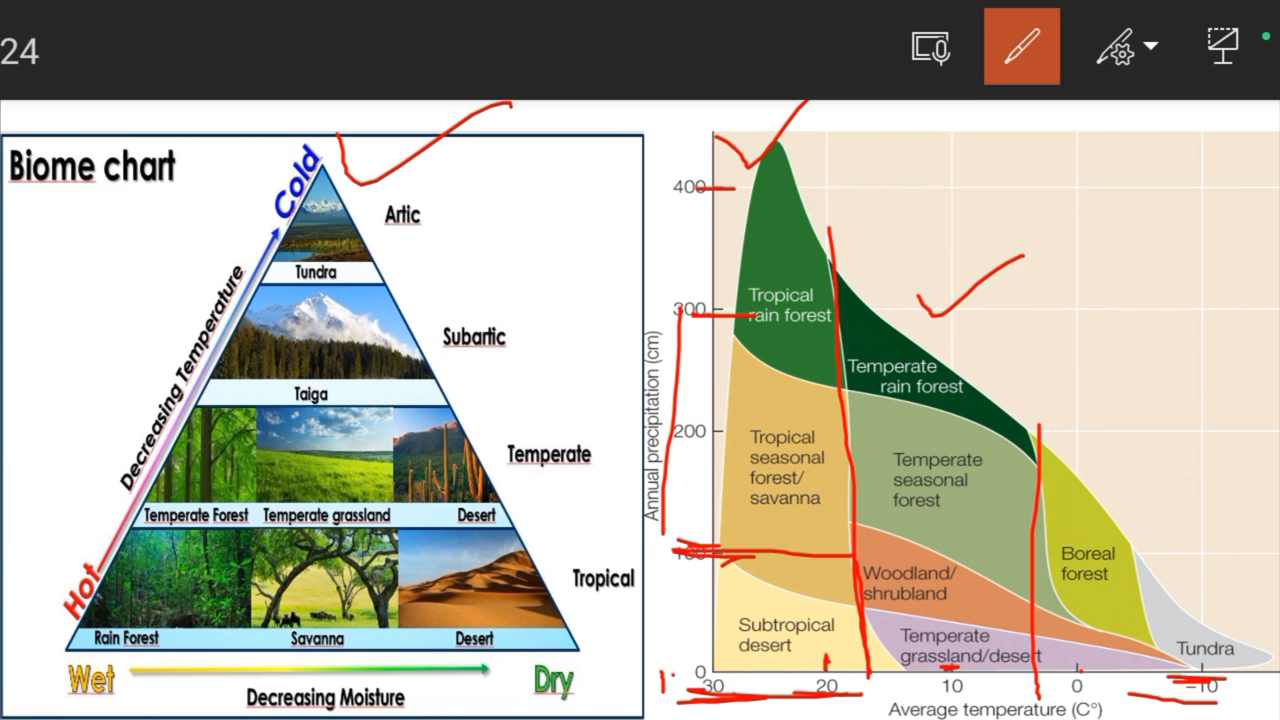 24
Biome chart
Cold
Artic
Tundra
Decreasing Temperature
Subartic
Taiga
Temperate
Temperate Forest Temperate grassland Desert
Tropical
Hot
Rain Forest Savanna Desert
Wet
Dry
Decreasing Moisture
Annual precipitation (cm)
400
300
200
100
0
Tropical
rain forest
Temperate
rain forest
Tropical
seasonal
forest/
savanna
Temperate
seasonal
forest
Boreal
forest
Woodland/
shrubland
Subtropical
desert
Temperate
grassland/desert
Tundra
30 20 10 0 −10
Average temperature (C°)